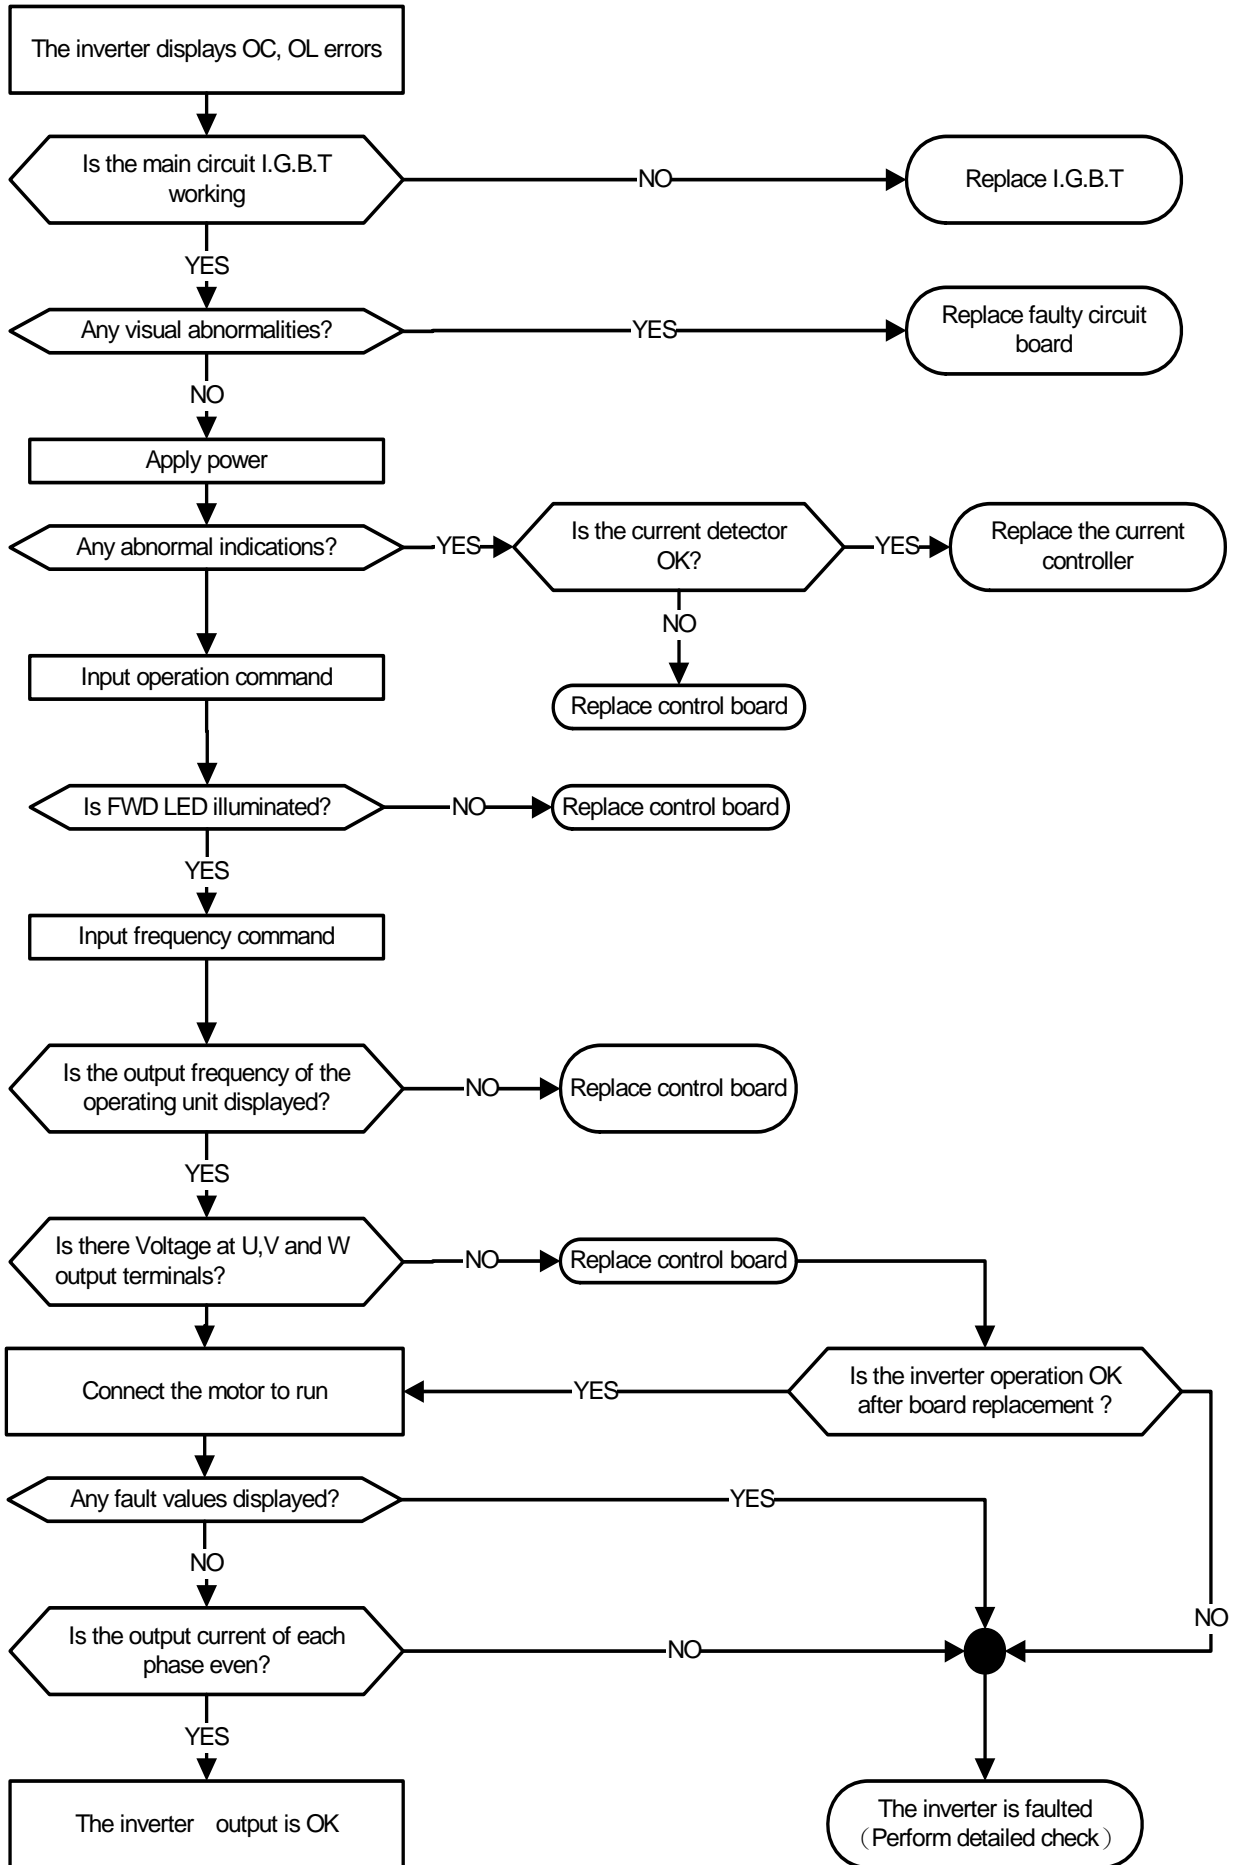 The inverter displays OC, OL errors
Is the main circuit I.G.B.T
working
NO
Replace I.G.B.T
YES
Any visual abnormalities?
YES
Replace faulty circuit
board
NO
Apply power
Any abnormal indications?
YES
Is the current detector
OK?
YES
Replace the current
controller
NO
Replace control board
Input operation command
Is FWD LED illuminated?
NO
Replace control board
YES
Input frequency command
Is the output frequency of the
operating unit displayed?
NO
Replace control board
YES
Is there Voltage at U,V and W
output terminals?
NO
Replace control board
Connect the motor to run
YES
Is the inverter operation OK
after board replacement ?
Any fault values displayed?
YES
NO
NO
Is the output current of each
phase even?
NO
YES
The inverter output is OK
The inverter is faulted
（Perform detailed check）